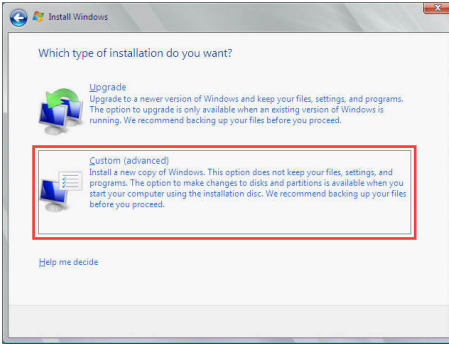 Install Windows
Which type of installation do you want?
Upgrade
Upgrade to a newer version of Windows and keep your files, settings, and programs.
The option to upgrade is only available when an existing version of Windows is
running. We recommend backing up your files before you proceed.
Custom (advanced)
Install a new copy of Windows. This option does not keep your files, settings, and
programs. The option to make changes to disks and partitions is available when you
start your computer using the installation disc. We recommend backing up your files
before you proceed.
Help me decide